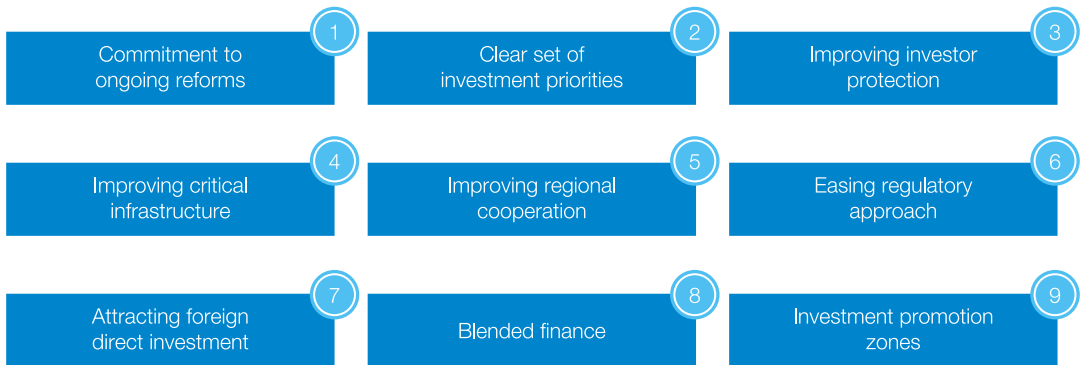 1
Commitment to
ongoing reforms
2
Clear set of
investment priorities
3
Improving investor
protection
4
Improving critical
infrastructure
5
Improving regional
cooperation
6
Easing regulatory
approach
7
Attracting foreign
direct investment
8
Blended finance
9
Investment promotion
zones